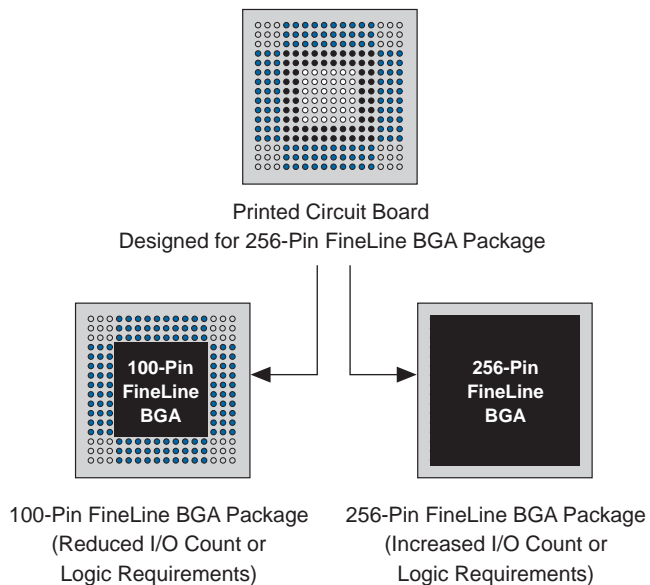 Printed Circuit Board
Designed for 256-Pin FineLine BGA Package
100-Pin
FineLine
BGA
256-Pin
FineLine
BGA
100-Pin FineLine BGA Package
(Reduced I/O Count or
Logic Requirements)
256-Pin FineLine BGA Package
(Increased I/O Count or
Logic Requirements)